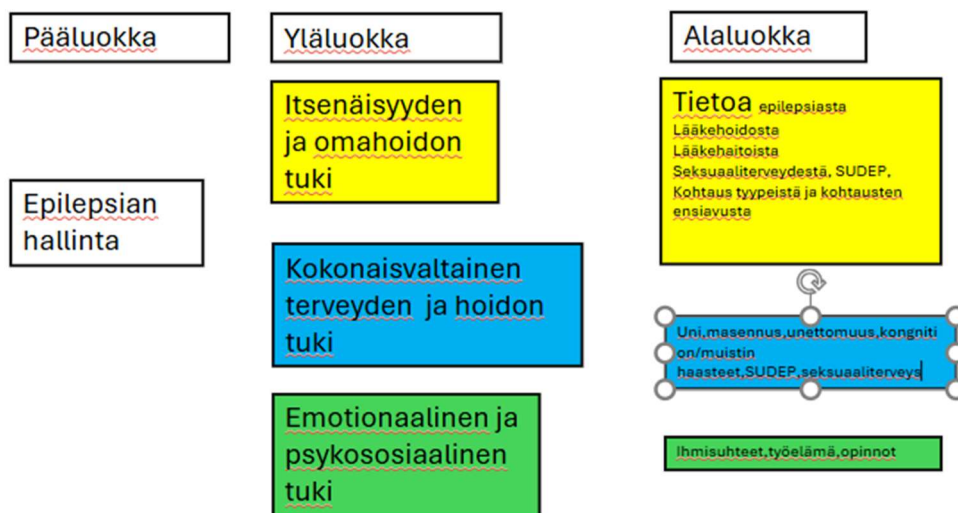 Pääluokka
Yläluokka
Alaluokka
Itsenäisyyden
ja omahoidon
tuki
Tietoa epilepsiasta
Lääkehoidosta
Lääkehaitoista
Seksuaaliterveydestä, SUDEP,
Kohtaus tyypeistä ja kohtausten
ensiavusta
Epilepsian
hallinta
Kokonaisvaltainen
terveyden ja hoidon
tuki
Uni,masennus,unettomuus,kongniti
on/muistin
haasteet,SUDEP,seksuaaliterveys
Emotionaalinen ja
psykososiaalinen
tuki
Ihmisuhteet,työelämä,opinnot